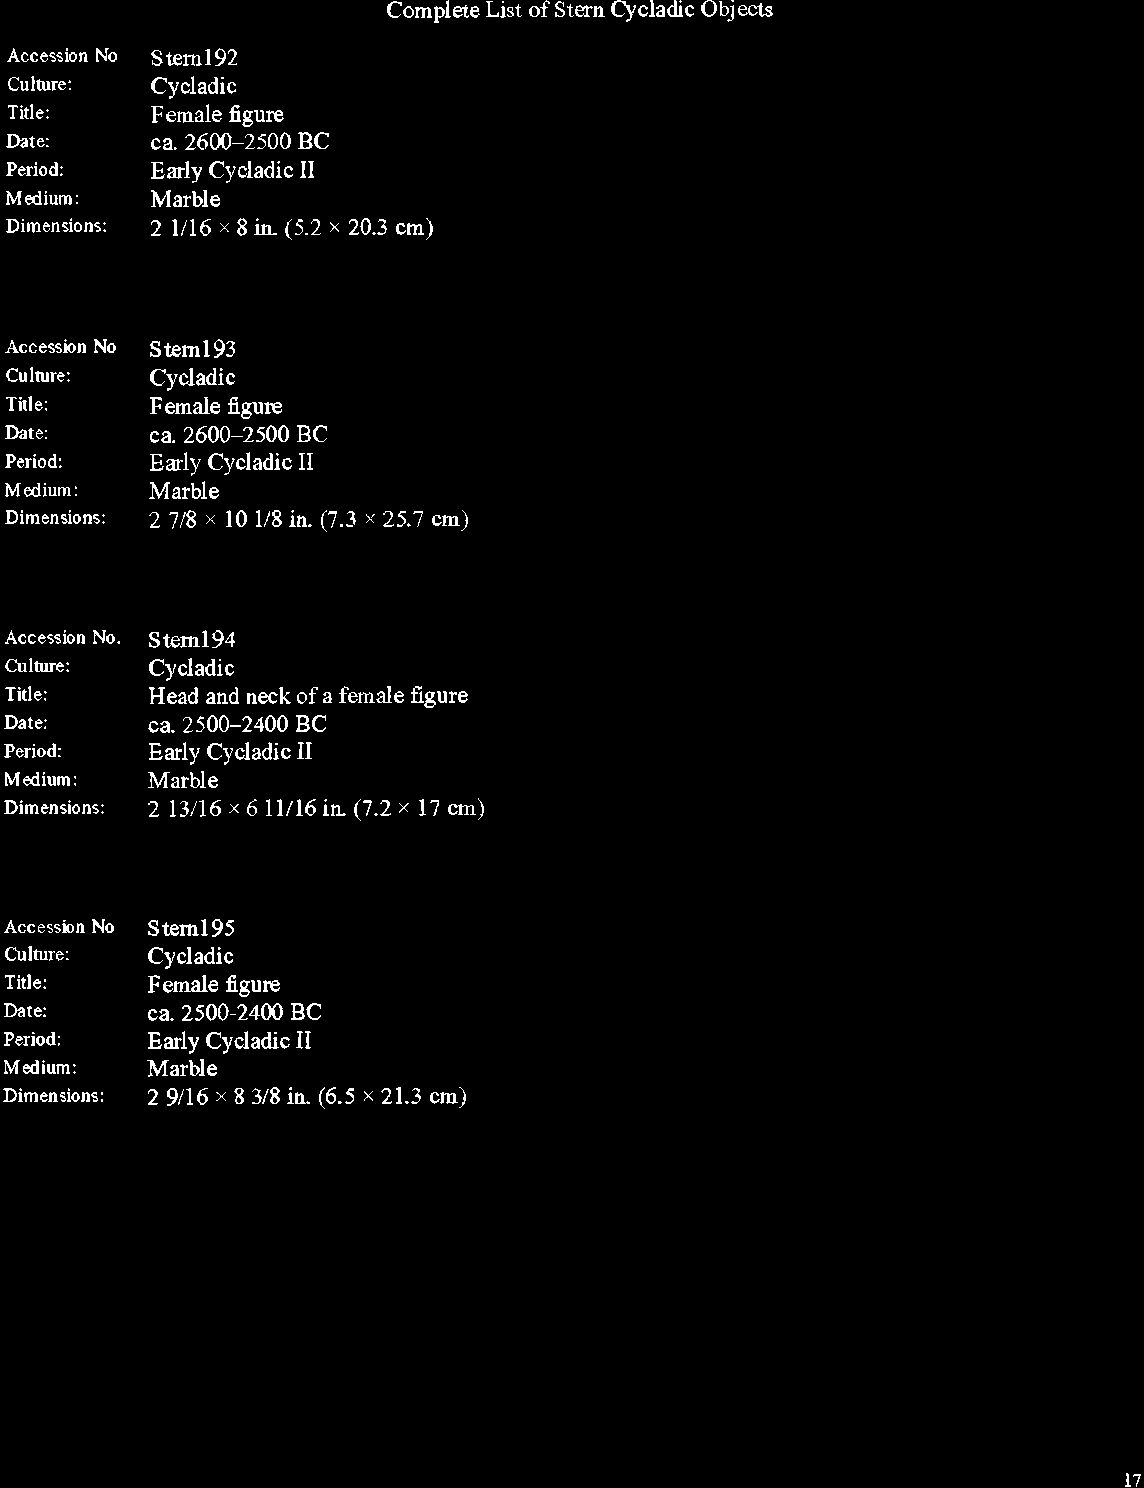 Complete List of Stern Cycladic Objects
Accession No Stern192
Culture: Cycladic
Title: Female figure
Date: ca. 2600–2500 BC
Period: Early Cycladic II
Medium: Marble
Dimensions: 2 1/16 × 8 in. (5.2 × 20.3 cm)
Accession No Stern193
Culture: Cycladic
Title: Female figure
Date: ca. 2600–2500 BC
Period: Early Cycladic II
Medium: Marble
Dimensions: 2 7/8 × 10 1/8 in. (7.3 × 25.7 cm)
Accession No. Stern194
Culture: Cycladic
Title: Head and neck of a female figure
Date: ca. 2500–2400 BC
Period: Early Cycladic II
Medium: Marble
Dimensions: 2 13/16 × 6 11/16 in. (7.2 × 17 cm)
Accession No Stern195
Culture: Cycladic
Title: Female figure
Date: ca. 2500-2400 BC
Period: Early Cycladic II
Medium: Marble
Dimensions: 2 9/16 × 8 3/8 in. (6.5 × 21.3 cm)
17